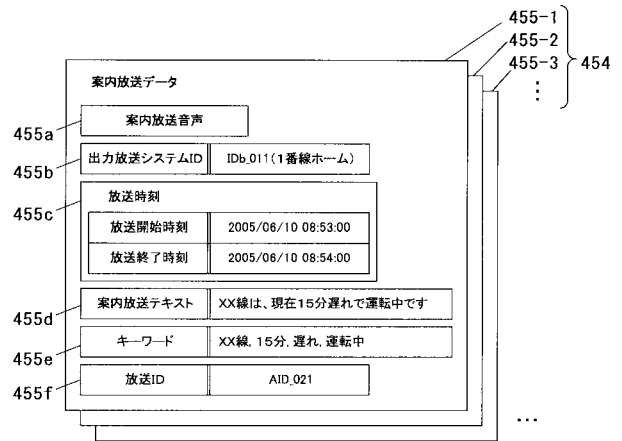 455-1
455-2
455-3
454
案内放送データ
455a 案内放送音声
455b 出力放送システムID IDb_011(1番線ホーム)
455c 放送時刻
放送開始時刻 2005/06/10 08:53:00
放送終了時刻 2005/06/10 08:54:00
455d 案内放送テキスト XX線は、現在15分遅れで運転中です
455e キーワード XX線, 15分, 遅れ, 運転中
455f 放送ID AID_021
…